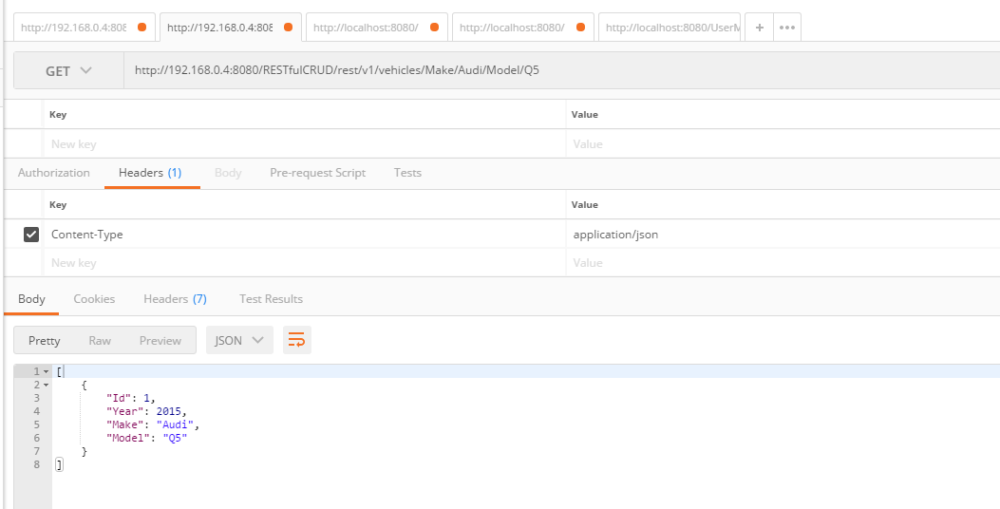 http://192.168.0.4:808 http://192.168.0.4:808 http://localhost:8080/ http://localhost:8080/ http://localhost:8080/UserM + •••
GET http://192.168.0.4:8080/RESTfulCRUD/rest/v1/vehicles/Make/Audi/Model/Q5
Key Value
New key Value
Authorization Headers (1) Body Pre-request Script Tests
Key Value
Content-Type application/json
New key Value
Body Cookies Headers (7) Test Results
Pretty Raw Preview JSON
1 [
2 {
3 "Id": 1,
4 "Year": 2015,
5 "Make": "Audi",
6 "Model": "Q5"
7 }
8 ]